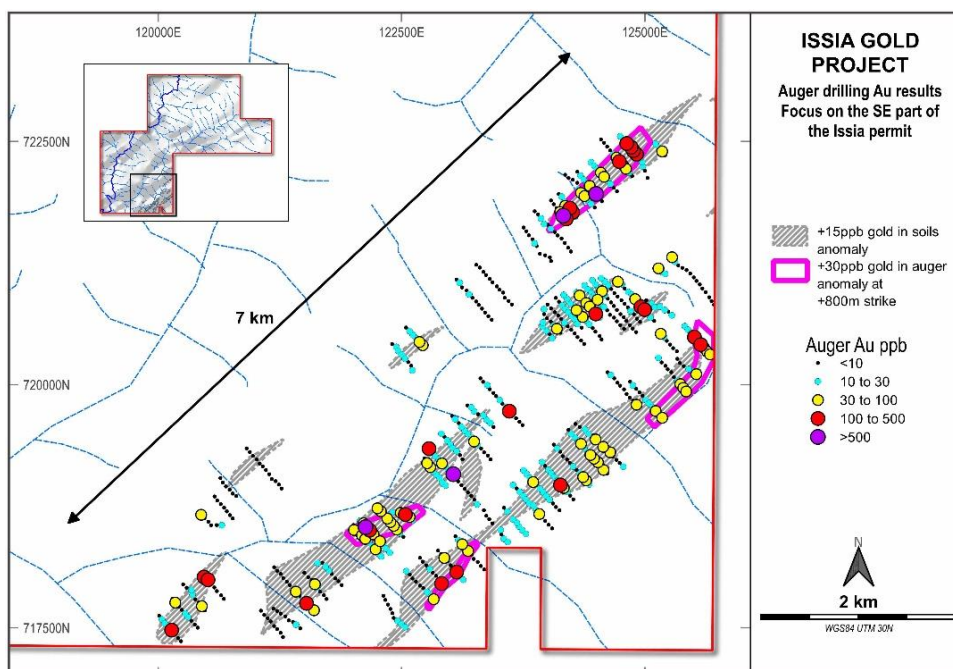 120000E
122500E
125000E
722500N
720000N
717500N
7 km
ISSIA GOLD
PROJECT
Auger drilling Au results
Focus on the SE part of
the Issia permit
+15ppb gold in soils
anomaly
+30ppb gold in auger
anomaly at
+800m strike
Auger Au ppb
<10
10 to 30
30 to 100
100 to 500
>500
N
2 km
WGS84 UTM 30N